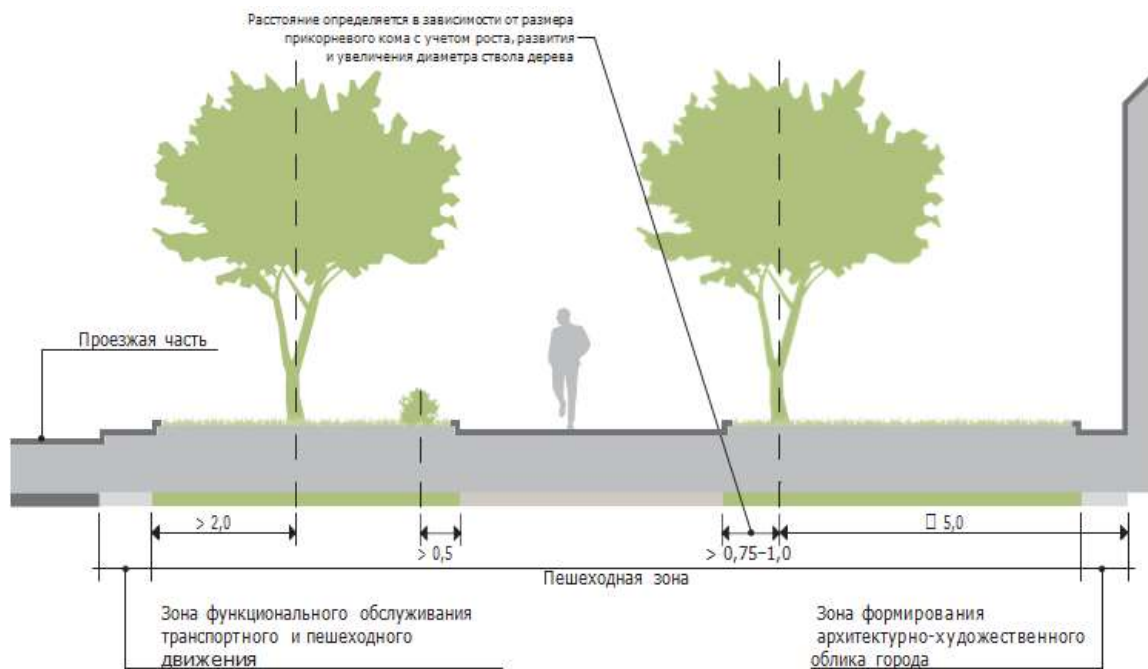 Расстояние определяется в зависимости от размера
прикорневого кома с учетом роста, развития
и увеличения диаметра ствола дерева
Проезжая часть
> 2,0
> 0,5
> 0,75–1,0
□ 5,0
Пешеходная зона
Зона функционального обслуживания
транспортного и пешеходного
движения
Зона формирования
архитектурно-художественного
облика города